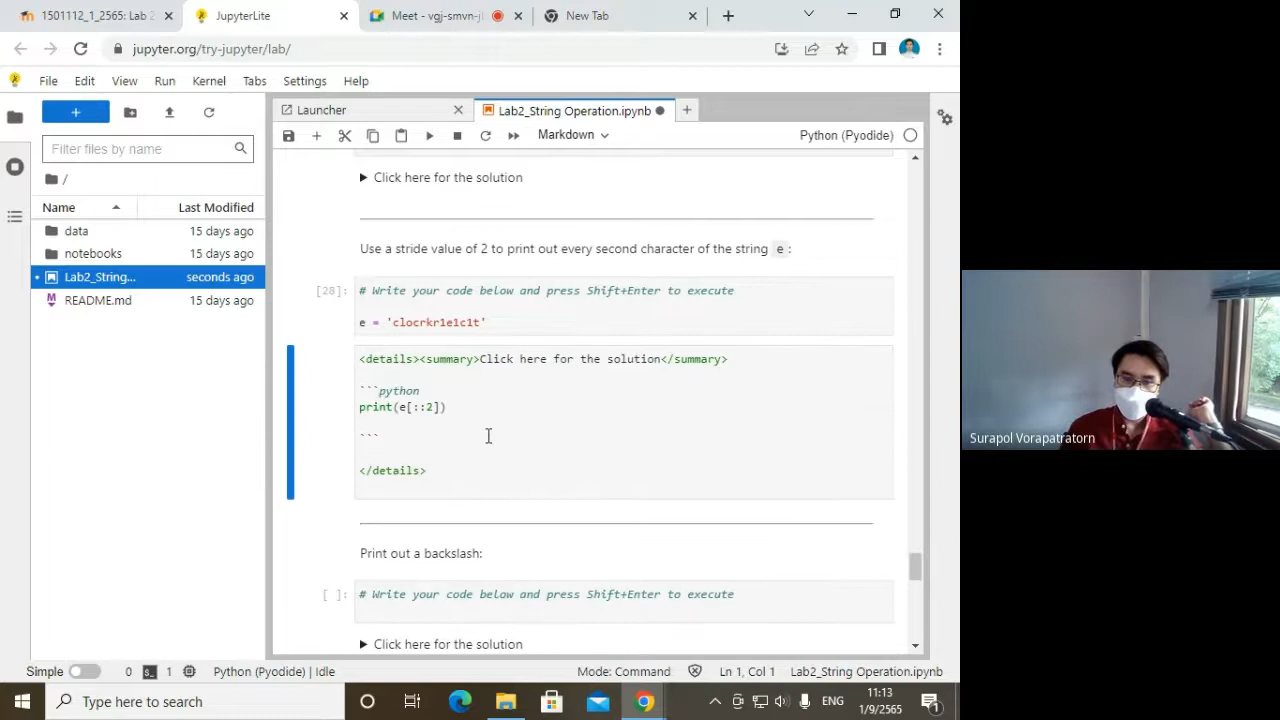 1501112_1_2565: Lab 2
JupyterLite
Meet - vgj-smvn-j
New Tab
jupyter.org/try-jupyter/lab/
File Edit View Run Kernel Tabs Settings Help
Launcher
Lab2_String Operation.ipynb
Markdown
Python (Pyodide)
Filter files by name
/
Name Last Modified
data 15 days ago
notebooks 15 days ago
Lab2_String... seconds ago
README.md 15 days ago
Click here for the solution
Use a stride value of 2 to print out every second character of the string e:
[28]: # Write your code below and press Shift+Enter to execute
e = 'clocrkr1e1c1t'
<details><summary>Click here for the solution</summary>
```python
print(e[::2])
```
</details>
Print out a backslash:
[ ]: # Write your code below and press Shift+Enter to execute
Click here for the solution
Simple 0 1 Python (Pyodide) | Idle Mode: Command Ln 1, Col 1 Lab2_String Operation.ipynb
Type here to search
ENG
11:13
1/9/2565
1
Surapol Vorapatratorn